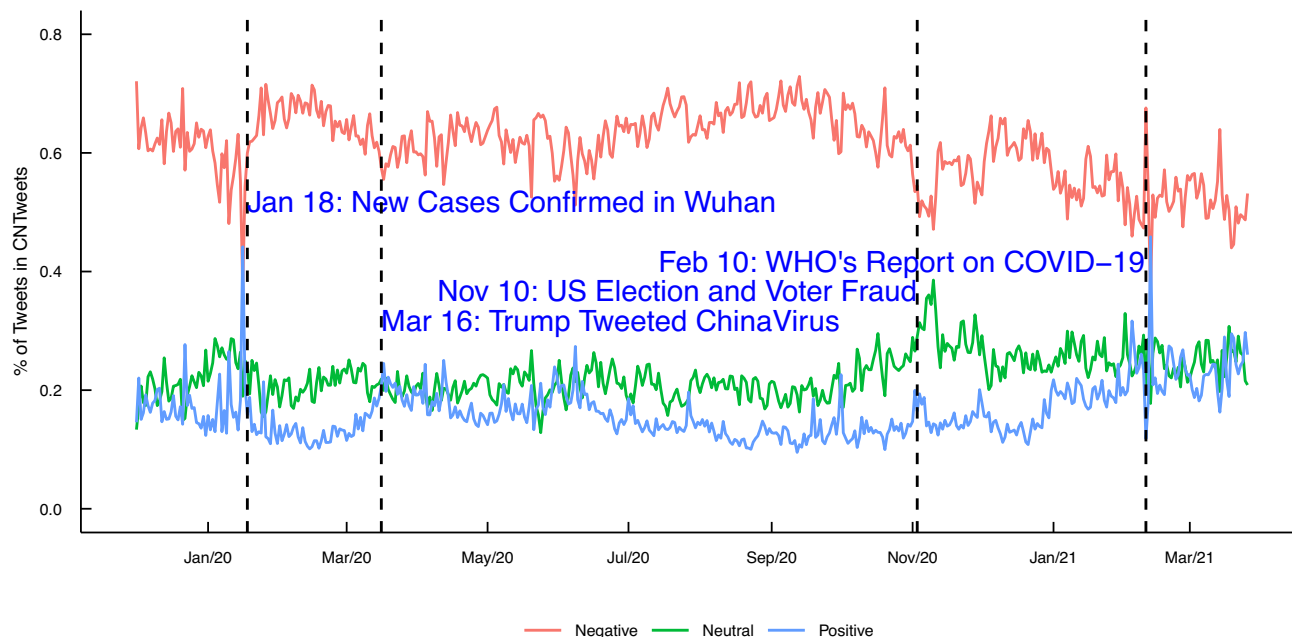 % of Tweets in CNTweets
0.8
0.6
0.4
0.2
0.0
Jan 18: New Cases Confirmed in Wuhan
Feb 10: WHO's Report on COVID−19
Nov 10: US Election and Voter Fraud
Mar 16: Trump Tweeted ChinaVirus
Jan/20 Mar/20 May/20 Jul/20 Sep/20 Nov/20 Jan/21 Mar/21
Negative Neutral Positive